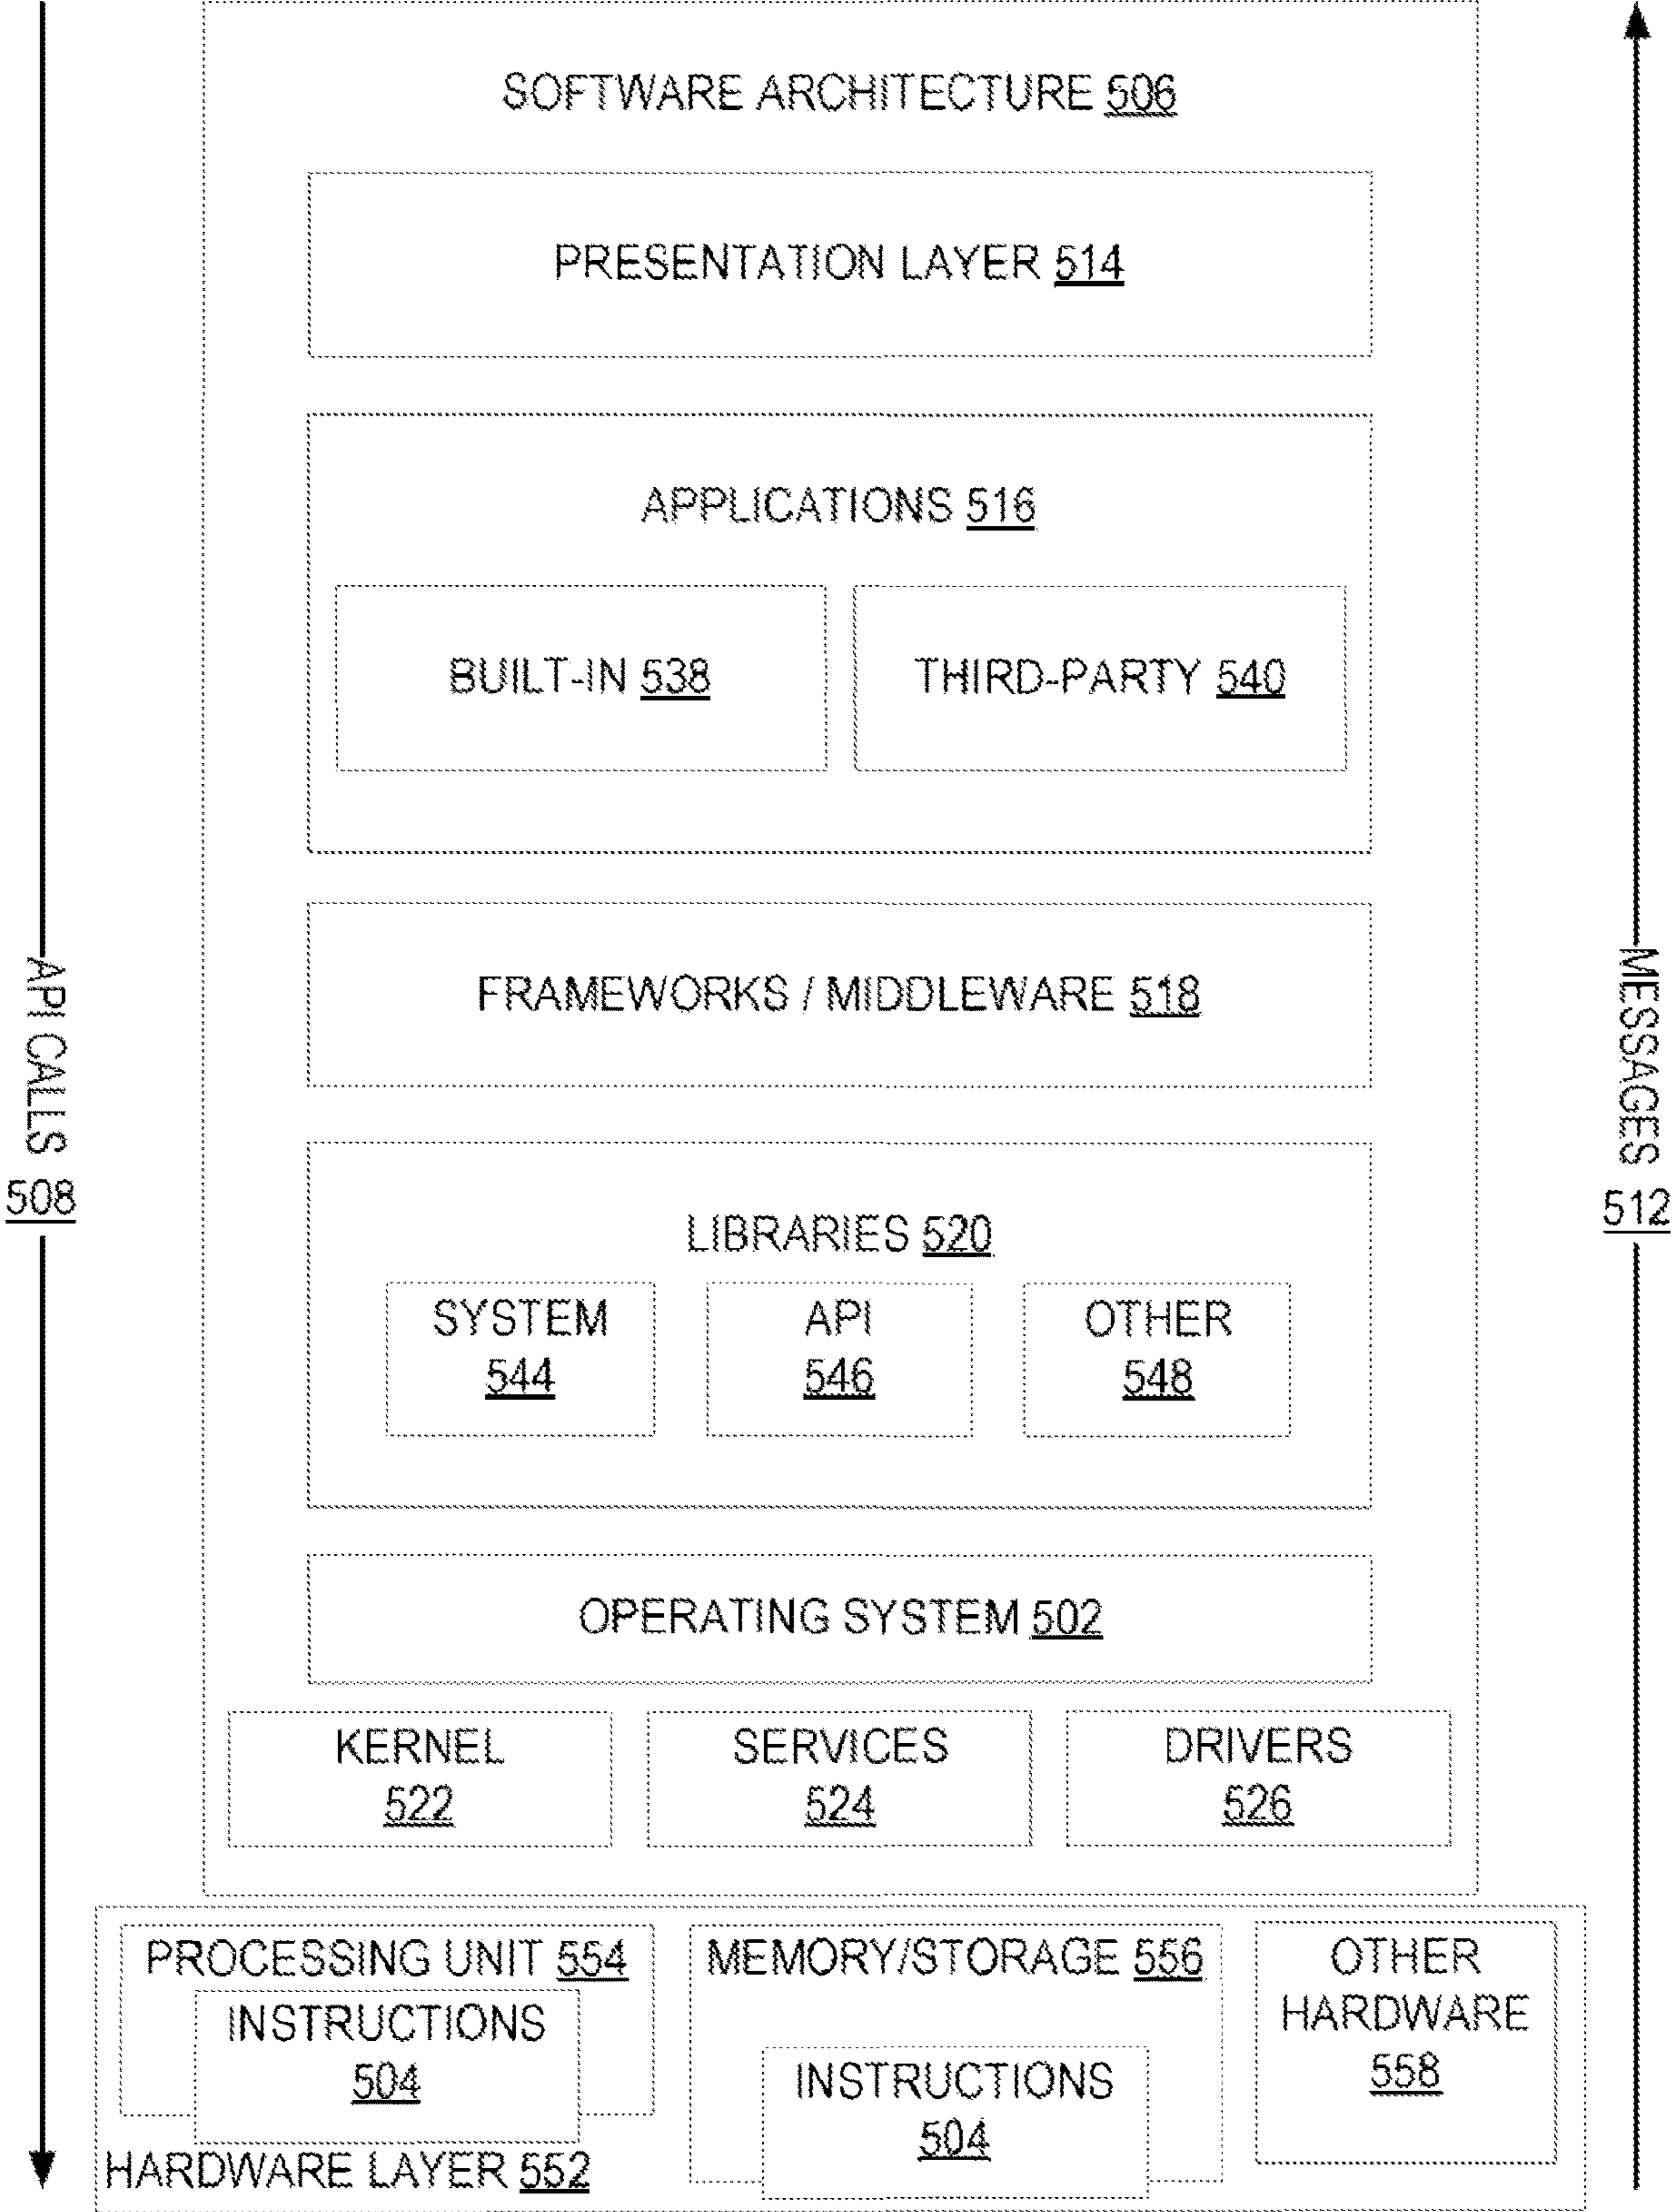 SOFTWARE ARCHITECTURE 506
PRESENTATION LAYER 514
APPLICATIONS 516
BUILT-IN 538
THIRD-PARTY 540
FRAMEWORKS / MIDDLEWARE 518
API CALLS
508
MESSAGES
512
LIBRARIES 520
SYSTEM
544
API
546
OTHER
548
OPERATING SYSTEM 502
KERNEL
522
SERVICES
524
DRIVERS
526
PROCESSING UNIT 554
INSTRUCTIONS
504
MEMORY/STORAGE 556
INSTRUCTIONS
504
OTHER
HARDWARE
558
HARDWARE LAYER 552